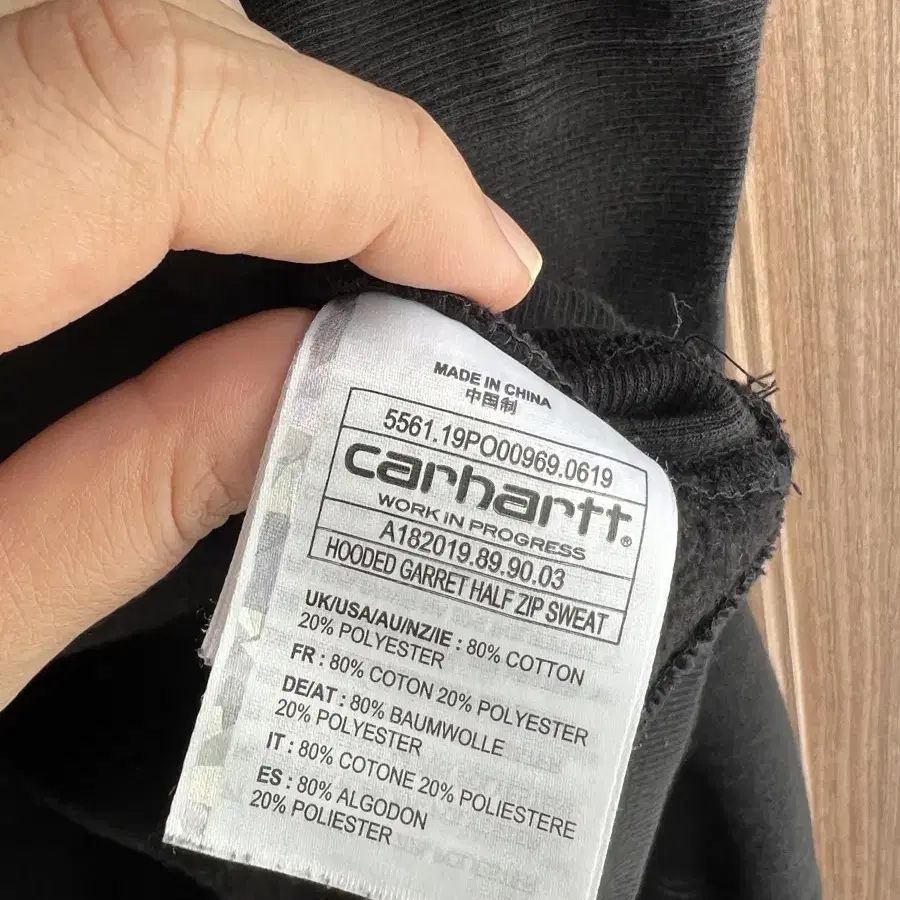 MADE IN CHINA
中国制
5561.19PO00969.0619
carhartt
WORK IN PROGRESS ®
A182019.89.90.03
HOODED GARRET HALF ZIP SWEAT
UK/USA/AU/NZ/IE : 80% COTTON
20% POLYESTER
FR : 80% COTON 20% POLYESTER
DE/AT : 80% BAUMWOLLE
20% POLYESTER
IT : 80% COTONE 20% POLIESTERE
ES : 80% ALGODON
20% POLIESTER